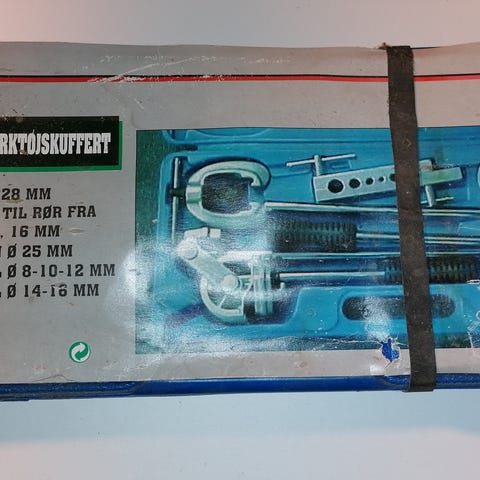 RKTØJSKUFFERT
28 MM
TIL RØR FRA
, 16 MM
Ø 25 MM
Ø 8-10-12 MM
Ø 14-16 MM